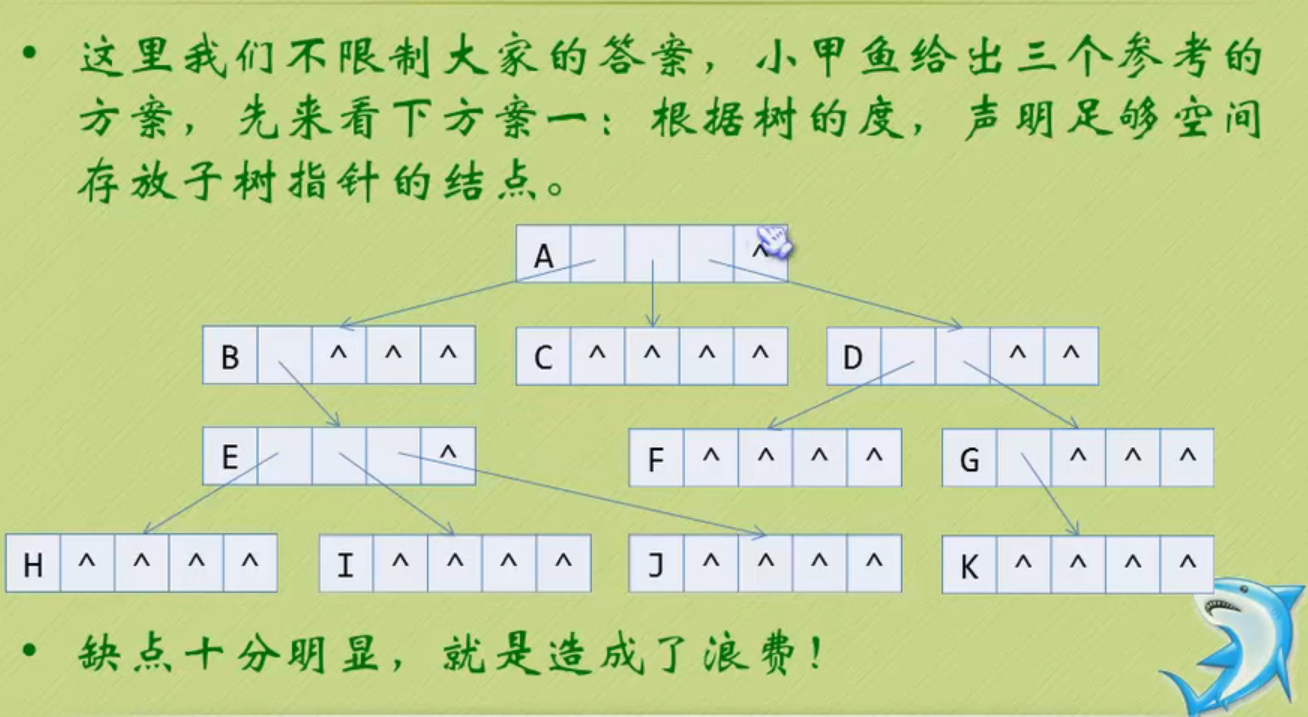 • 这里我们不限制大家的答案，小甲鱼给出三个参考的
方案，先来看下方案一：根据树的度，声明足够空间
存放子树指针的结点。
A ^
B ^ ^ ^ C ^ ^ ^ ^ D ^ ^
E ^ F ^ ^ ^ ^ G ^ ^ ^
H ^ ^ ^ ^ I ^ ^ ^ ^ J ^ ^ ^ ^ K ^ ^ ^ ^
• 缺点十分明显，就是造成了浪费！